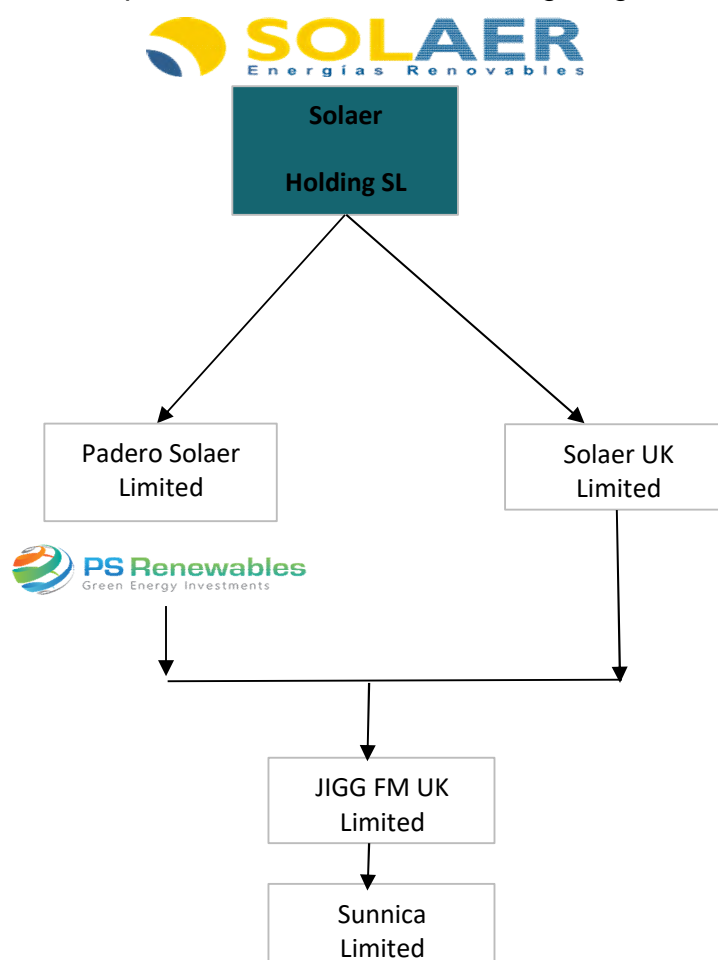 SOLAER
Energías Renovables
Solaer
Holding SL
Padero Solaer
Limited
Solaer UK
Limited
PS Renewables
Green Energy Investments
JIGG FM UK
Limited
Sunnica
Limited